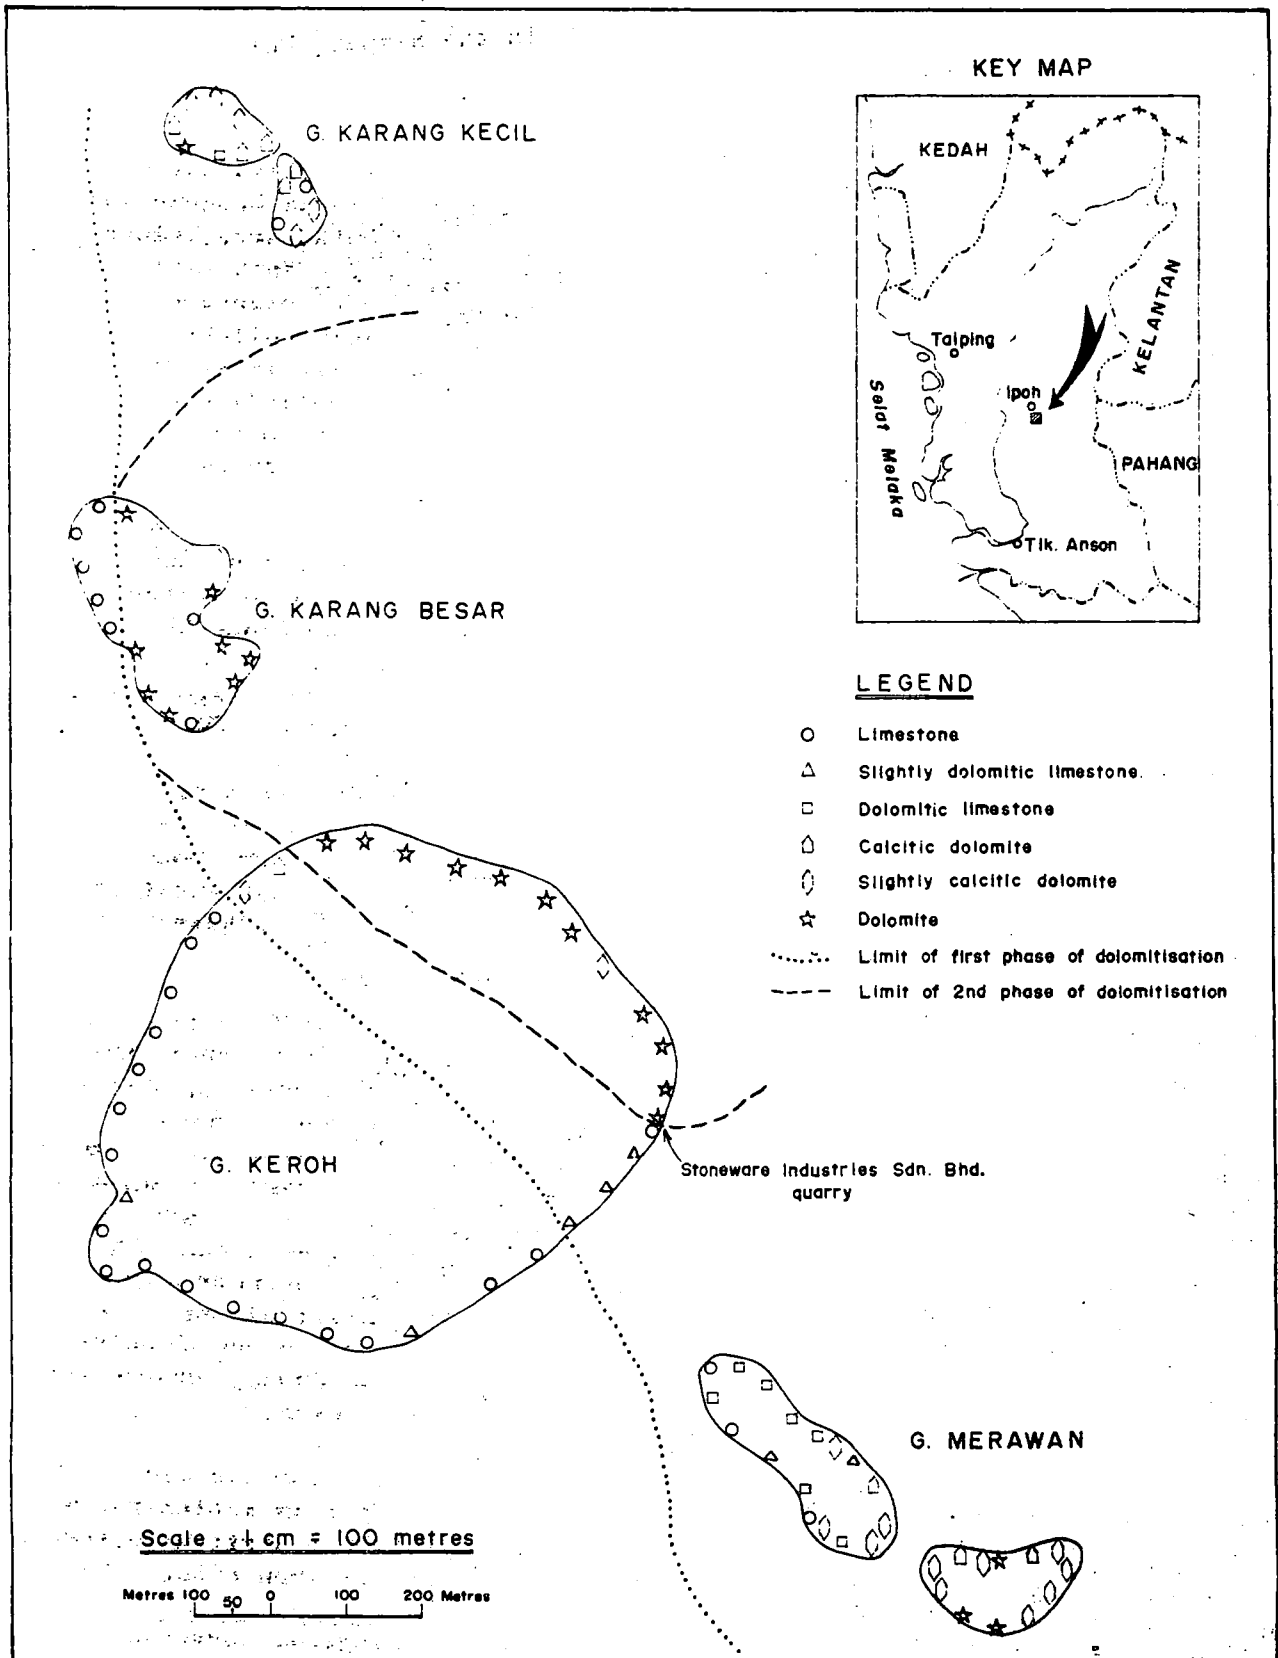 KEY MAP
KEDAH
KELANTAN
Taiping
Ipoh
Selat Melaka
PAHANG
Tlk. Anson
G. KARANG KECIL
G. KARANG BESAR
LEGEND
Limestone
Slightly dolomitic limestone
Dolomitic limestone
Calcitic dolomite
Slightly calcitic dolomite
Dolomite
Limit of first phase of dolomitisation
Limit of 2nd phase of dolomitisation
G. KEROH
Stoneware Industries Sdn. Bhd.
quarry
G. MERAWAN
Scale : cm = 100 metres
Metres 100 50 0 100 200 Metres